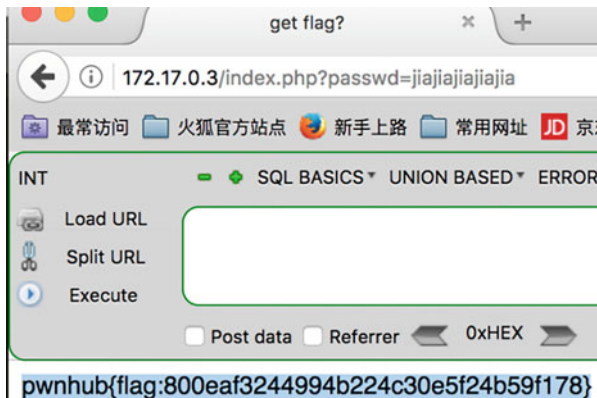 get flag?
172.17.0.3/index.php?passwd=jiajiajiajiajia
最常访问 火狐官方站点 新手上路 常用网址 JD 京东
INT SQL BASICS UNION BASED ERROR
Load URL
Split URL
Execute
Post data Referrer 0xHEX
pwnhub{flag:800eaf3244994b224c30e5f24b59f178}